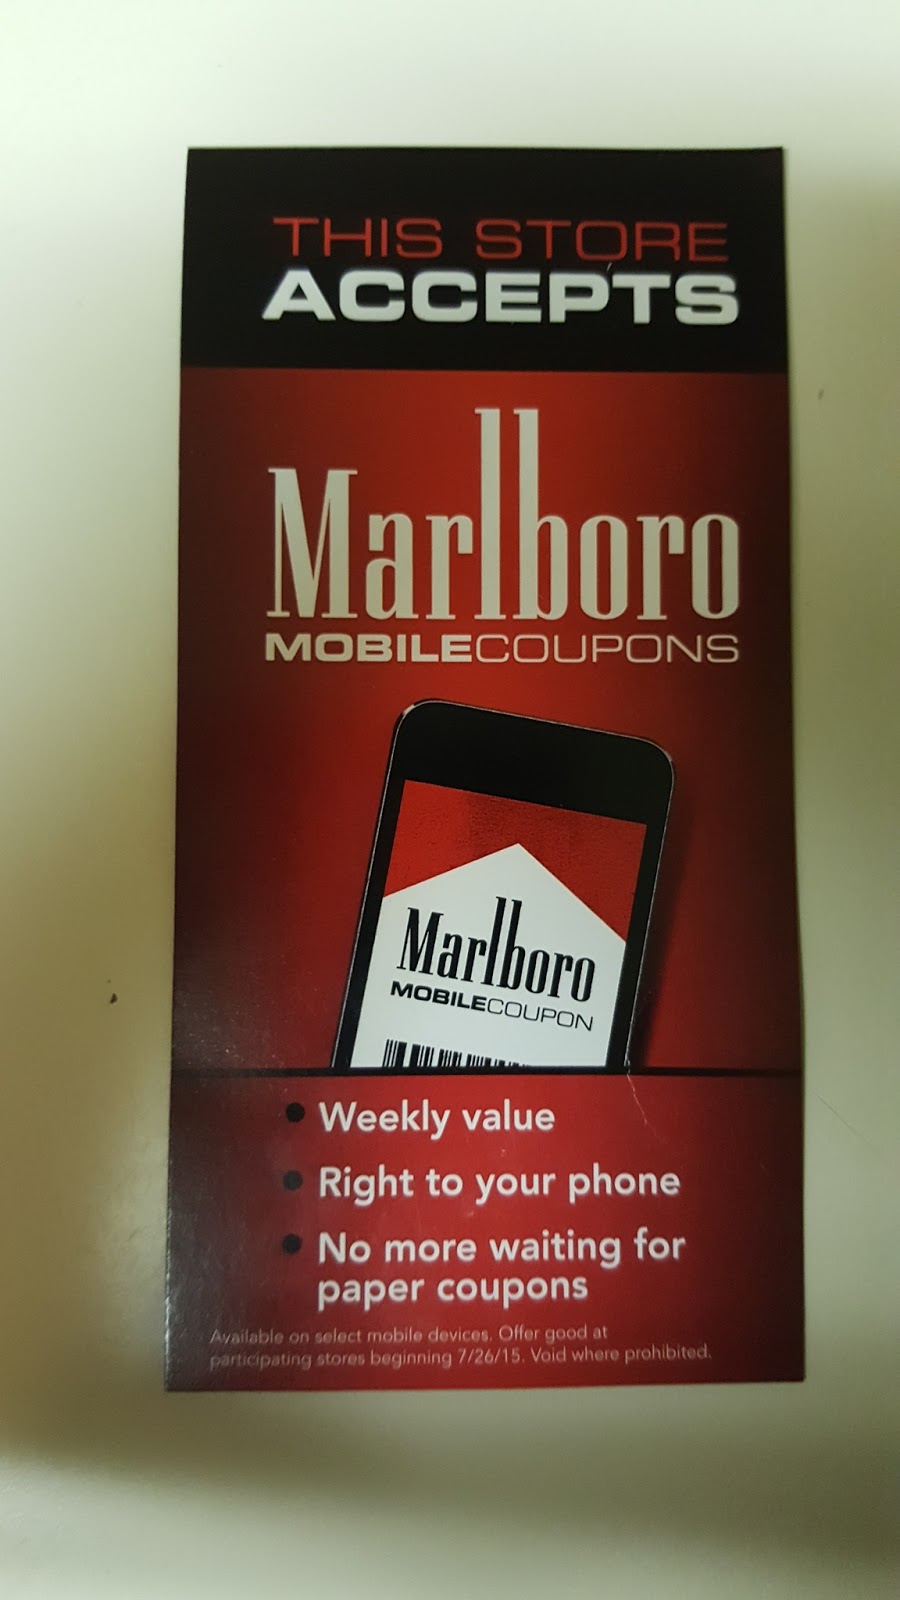 THIS STORE
ACCEPTS
Marlboro
MOBILECOUPONS
Marlboro
MOBILECOUPON
• Weekly value
• Right to your phone
• No more waiting for
paper coupons
Available on select mobile devices. Offer good at
participating stores beginning 7/26/15. Void where prohibited.